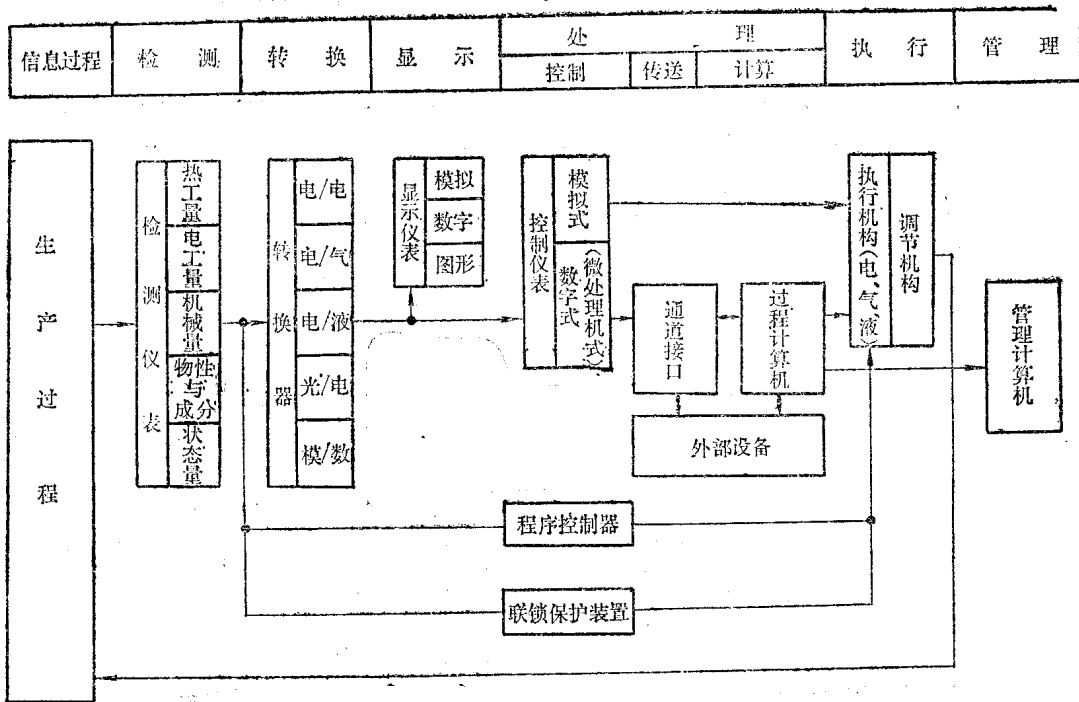 信息过程
检测
转换
显示
处理
控制
传送
计算
执行
管理
生产过程
检测仪表
热工量
电工量
机械量
物性
与
成分
状态量
转换器
电/电
电/气
电/液
光/电
模/数
显示仪表
模拟
数字
图形
控制仪表
模拟式
数字式
(微处理机式)
通道接口
过程计算机
外部设备
执行机构(电、气、液)
调节机构
管理计算机
程序控制器
联锁保护装置